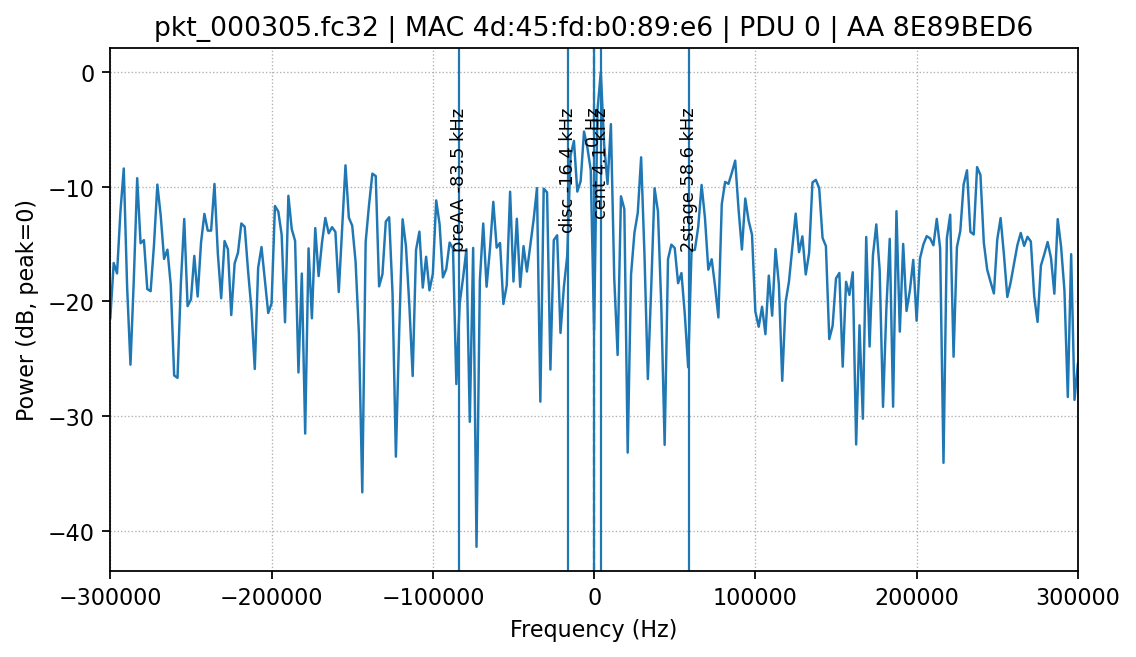 pkt_000305.fc32 | MAC 4d:45:fd:b0:89:e6 | PDU 0 | AA 8E89BED6
0
−10
−20
−30
−40
Power (dB, peak=0)
preAA -83.5 kHz
disc -16.4 kHz
0 Hz
cent 4.1 kHz
2stage 58.6 kHz
−300000
−200000
−100000
0
100000
200000
300000
Frequency (Hz)